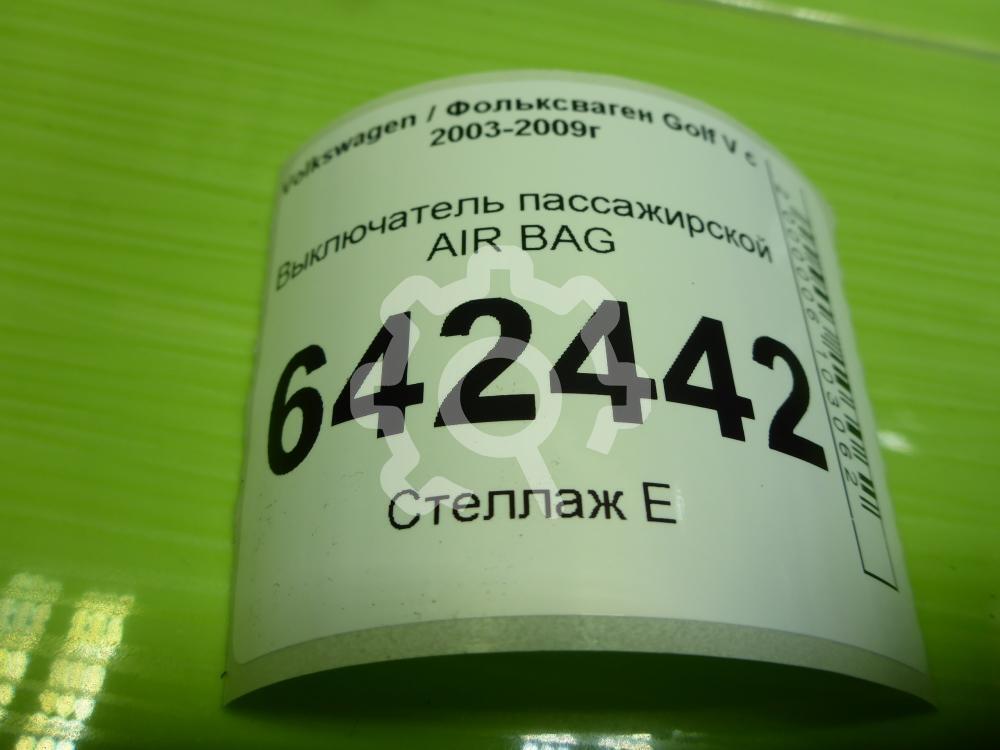 Volkswagen / Фольксваген Golf V с
2003-2009г
Выключатель пассажирской
AIR BAG
642442
Стеллаж Е